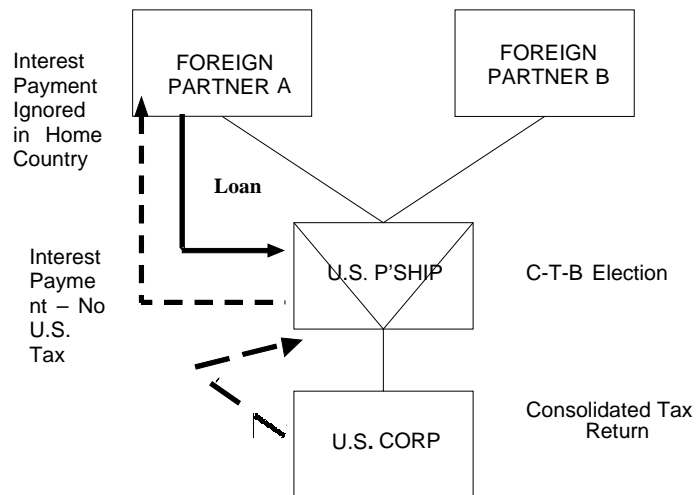 Interest
Payment
Ignored
in Home
Country
FOREIGN
PARTNER A
FOREIGN
PARTNER B
Loan
Interest
Payme
nt – No
U.S.
Tax
U.S. P'SHIP
C-T-B Election
U.S. CORP
Consolidated Tax
Return